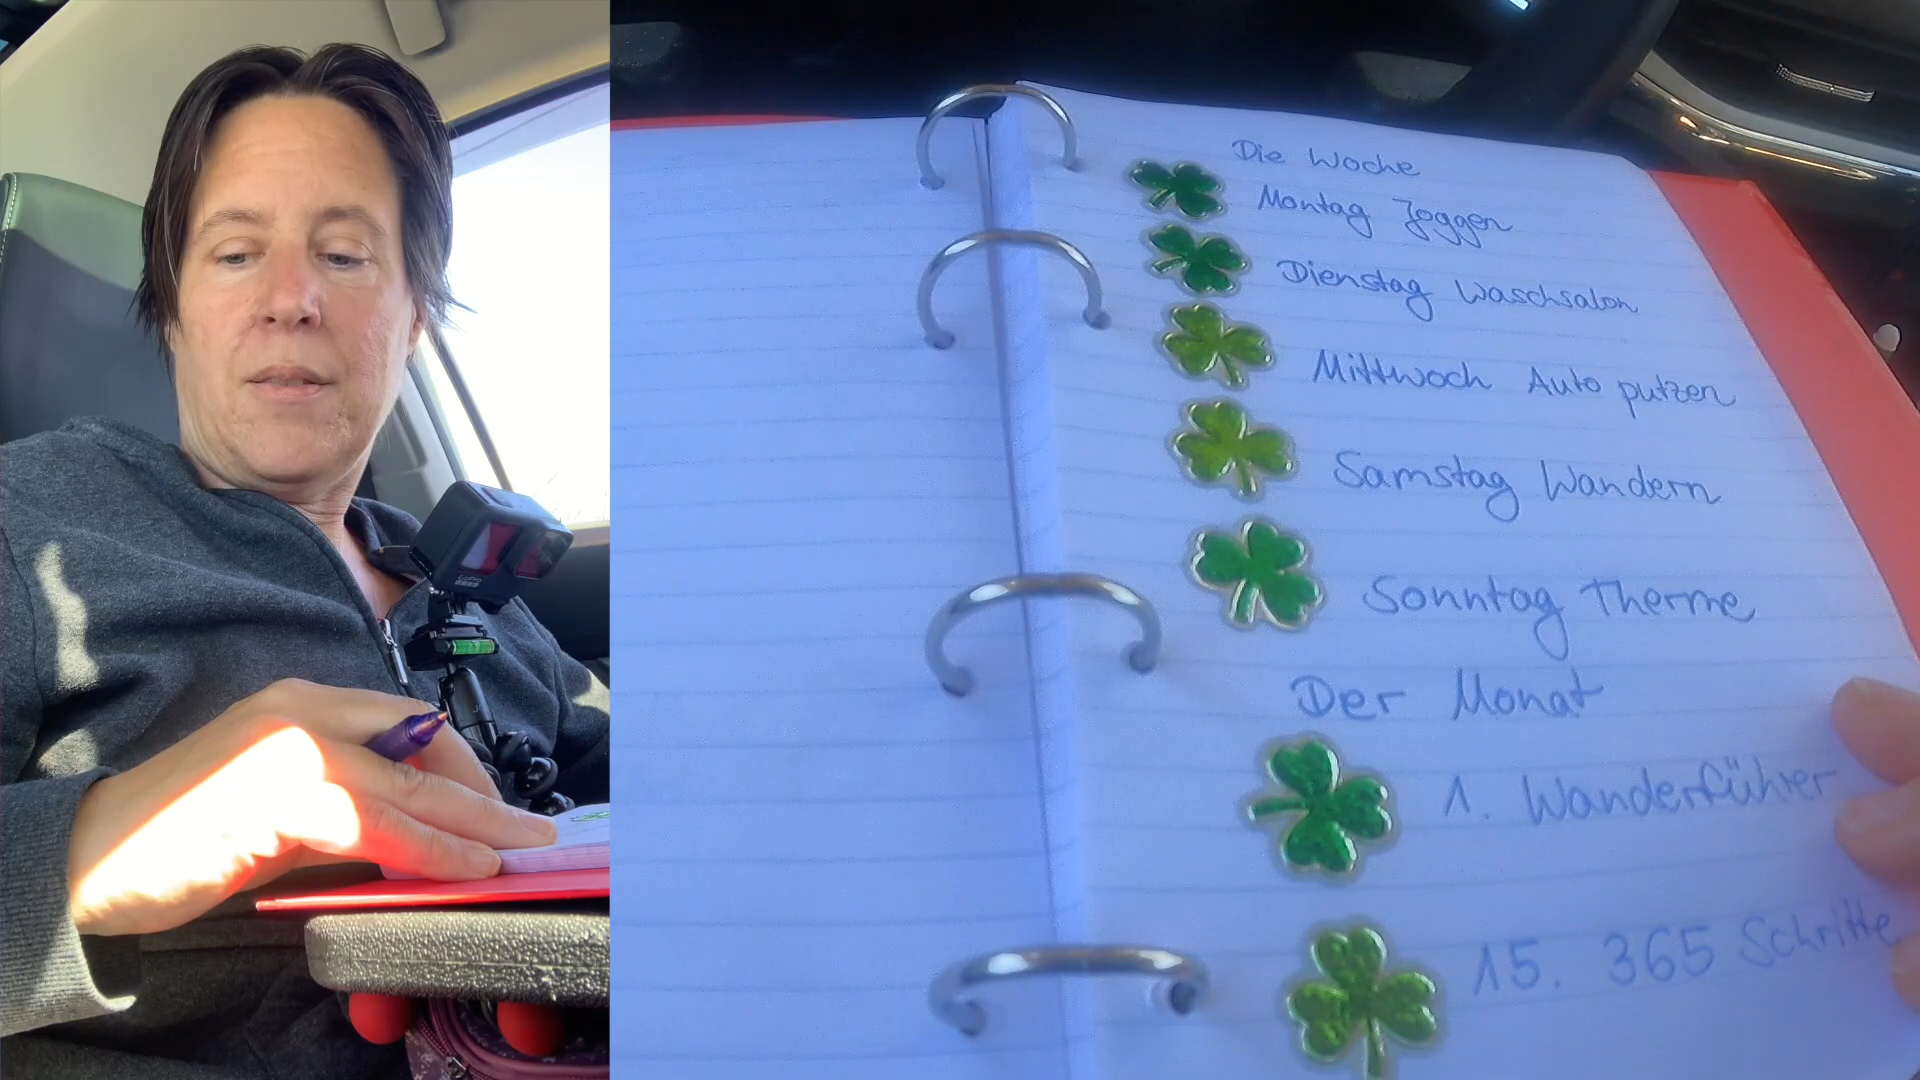 Die Woche
Montag Joggen
Dienstag Waschsalon
Mittwoch Auto putzen
Samstag Wandern
Sonntag Therme
Der Monat
1. Wanderführer
15. 365 Schritte
GoPro